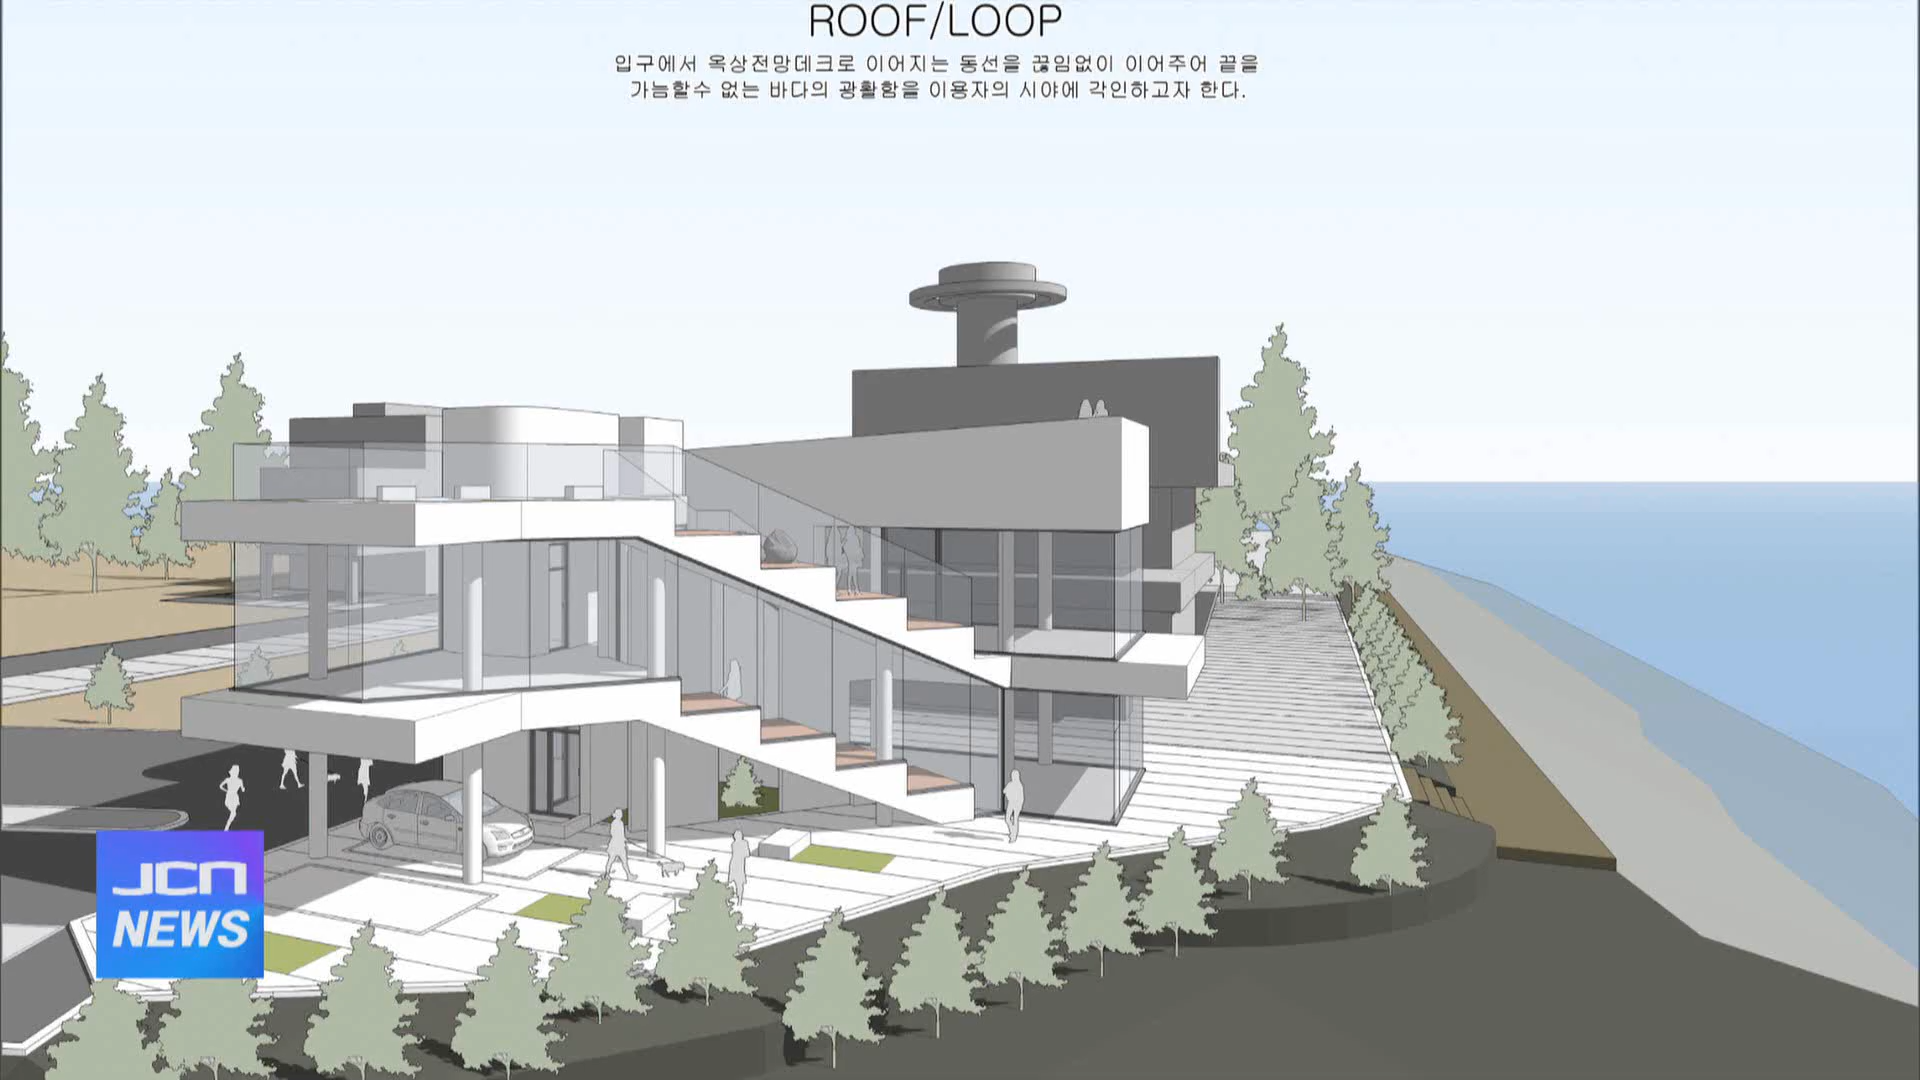 ROOF/LOOP
입구에서 옥상전망데크로 이어지는 동선을 끊임없이 이어주어 끝을
가늠할수 없는 바다의 광활함을 이용자의 시야에 각인하고자 한다.
JCN
NEWS